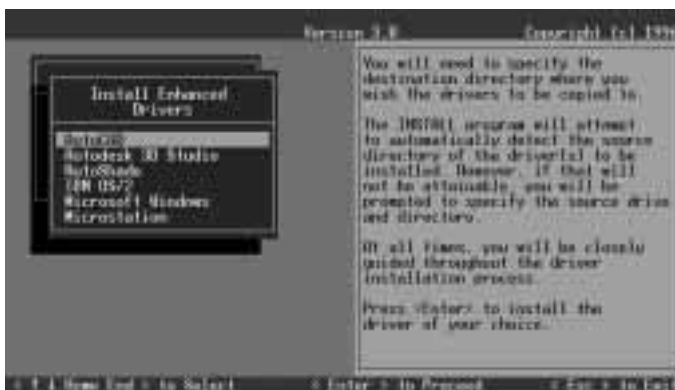 Version 3.0 Copyright (c) 199
Install Enhanced
Drivers
AutoCAD
Autodesk 3D Studio
AutoShade
IBM OS/2
Microsoft Windows
Microstation
You will need to specify the
destination directory where you
wish the drivers to be copied to.
The INSTALL program will attempt
to automatically detect the source
directory of the driver(s) to be
installed. However, if that will
not be attainable, you will be
prompted to specify the source drive
and directory.
At all times, you will be closely
guided throughout the driver
installation process.
Press <Enter> to install the
driver of your choice.
< ↑ ↓ Home End > to Select < Enter > to Proceed < Esc > to Exit